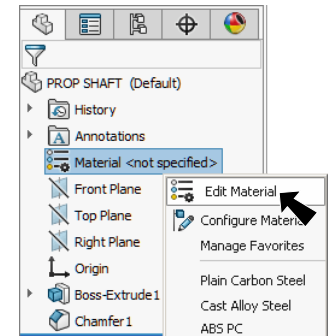 PROP SHAFT (Default)
History
Annotations
Material <not specified>
Front Plane
Edit Material
Top Plane
Configure Material
Right Plane
Manage Favorites
Origin
Plain Carbon Steel
Boss-Extrude1
Cast Alloy Steel
Chamfer1
ABS PC